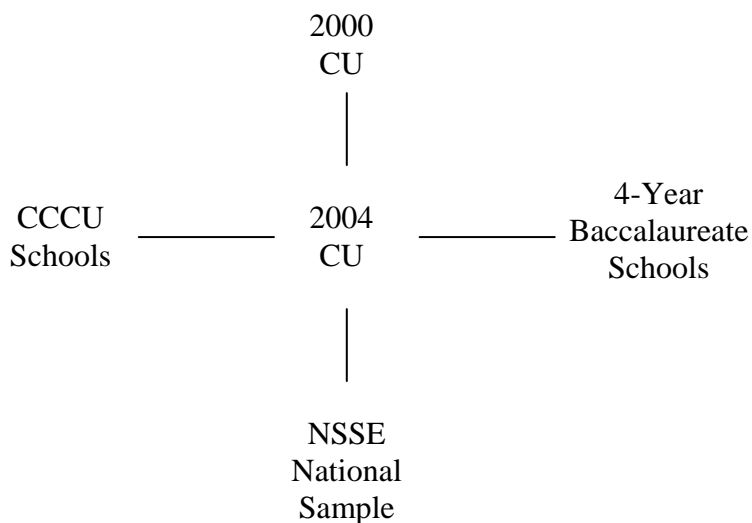 2000
CU
CCCU
Schools
2004
CU
4-Year
Baccalaureate
Schools
NSSE
National
Sample